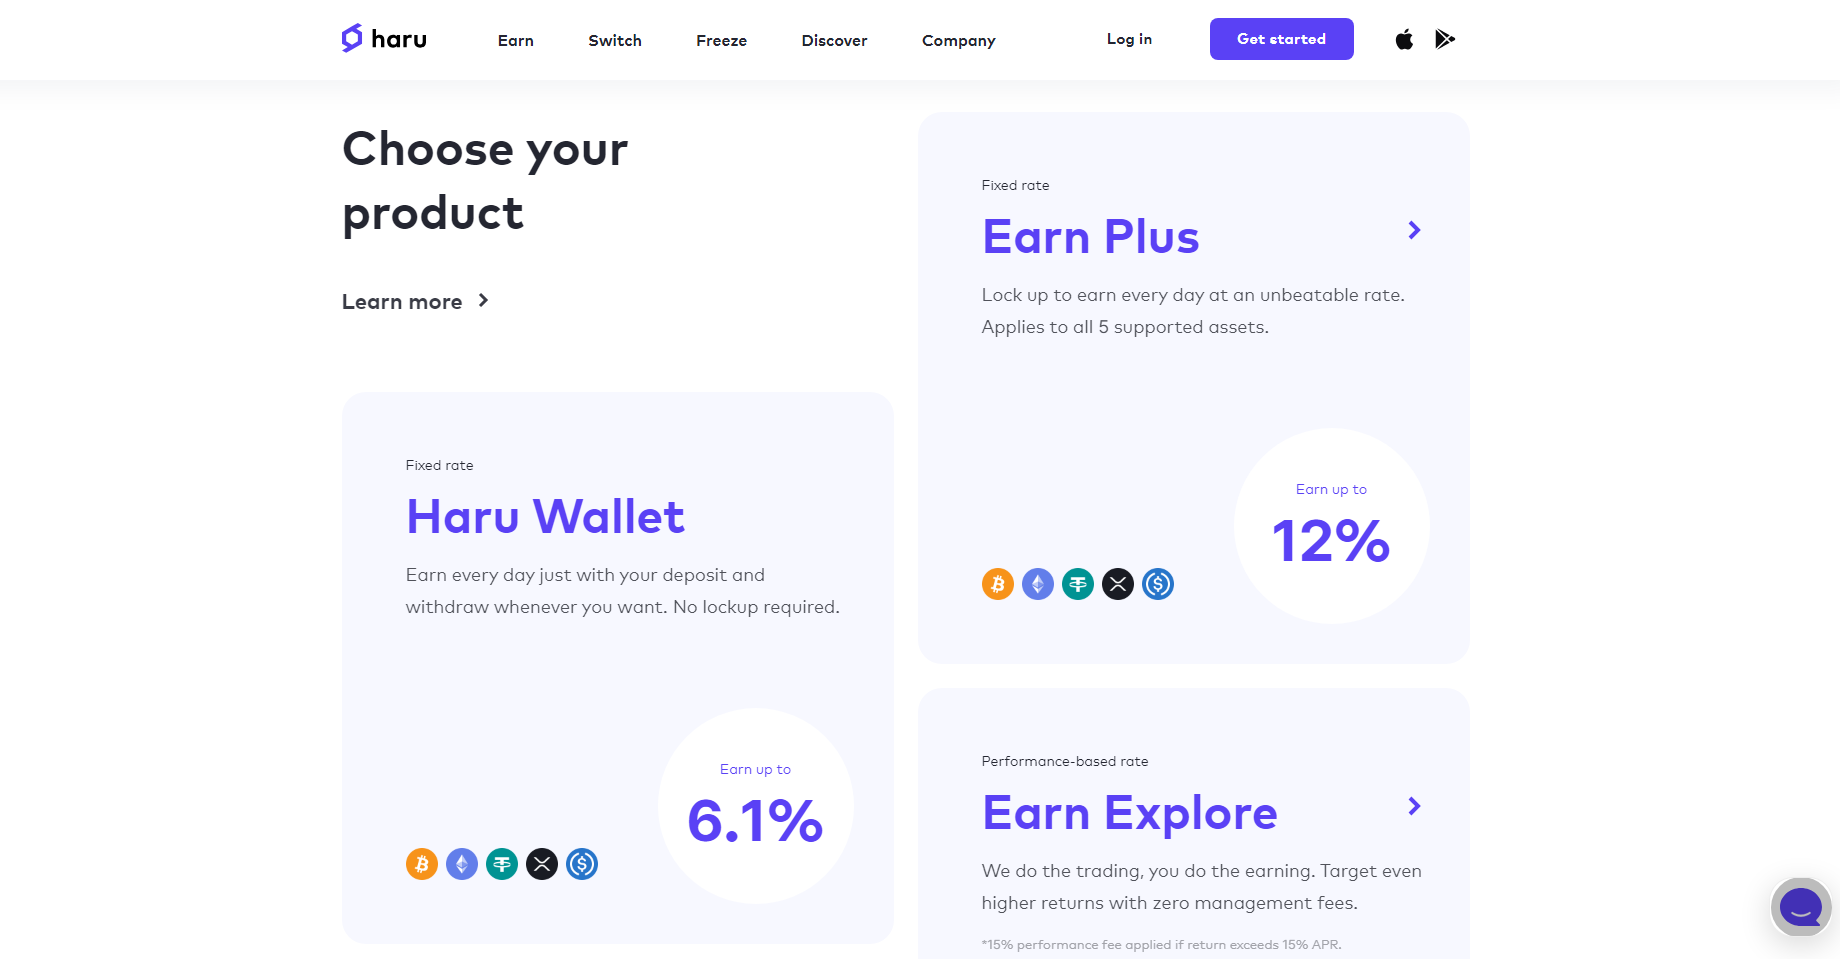 haru
Earn
Switch
Freeze
Discover
Company
Log in
Get started
Choose your
product
Learn more
Fixed rate
Haru Wallet
Earn every day just with your deposit and
withdraw whenever you want. No lockup required.
Earn up to
6.1%
Fixed rate
Earn Plus
Lock up to earn every day at an unbeatable rate.
Applies to all 5 supported assets.
Earn up to
12%
Performance-based rate
Earn Explore
We do the trading, you do the earning. Target even
higher returns with zero management fees.
*15% performance fee applied if return exceeds 15% APR.